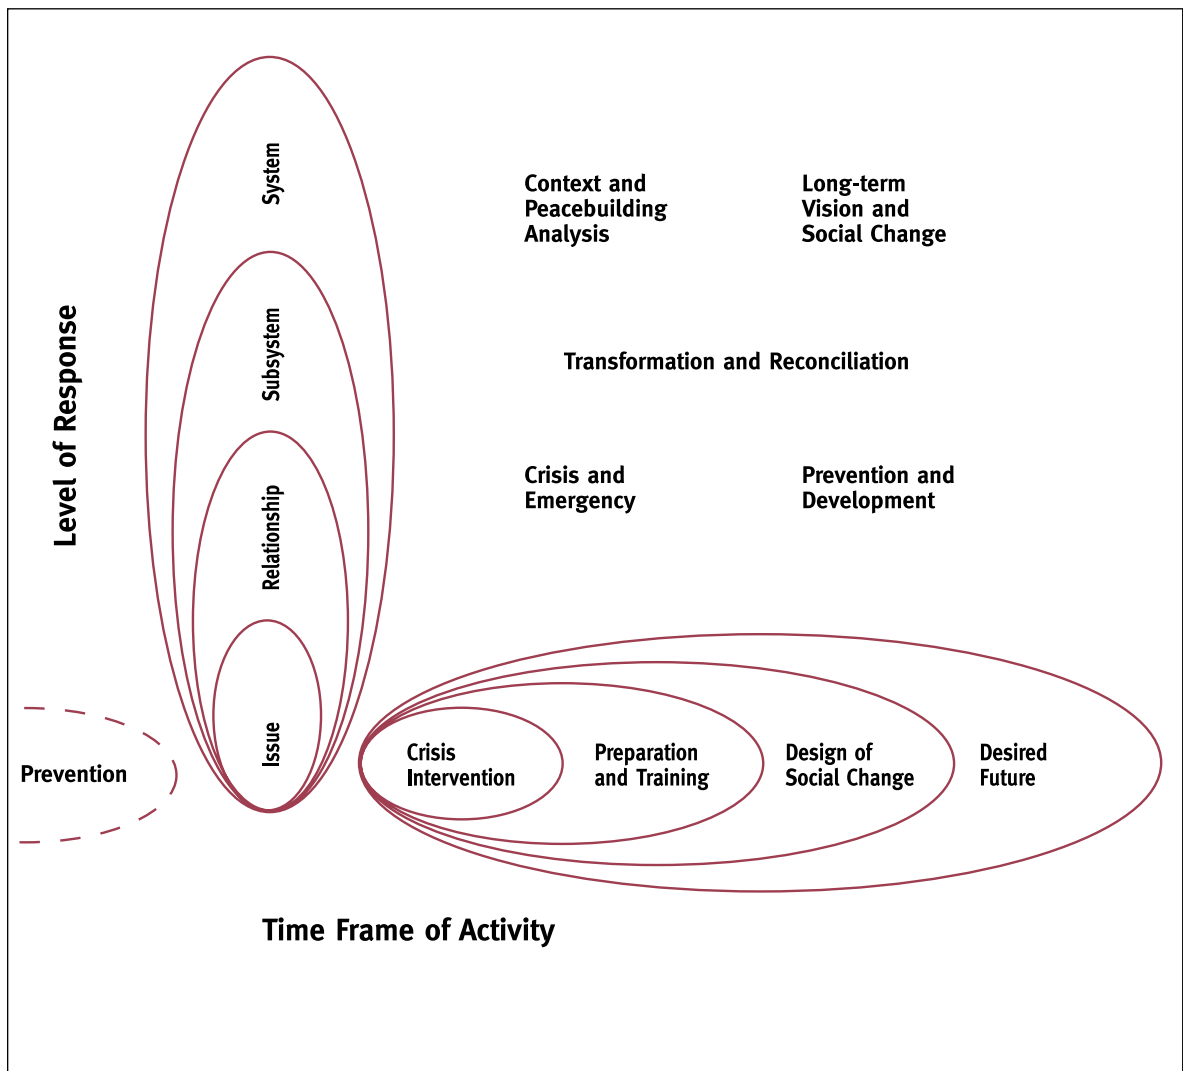 System
Subsystem
Relationship
Issue
Level of Response
Context and
Peacebuilding
Analysis
Long-term
Vision and
Social Change
Transformation and Reconciliation
Crisis and
Emergency
Prevention and
Development
Prevention
Crisis
Intervention
Preparation
and Training
Design of
Social Change
Desired
Future
Time Frame of Activity